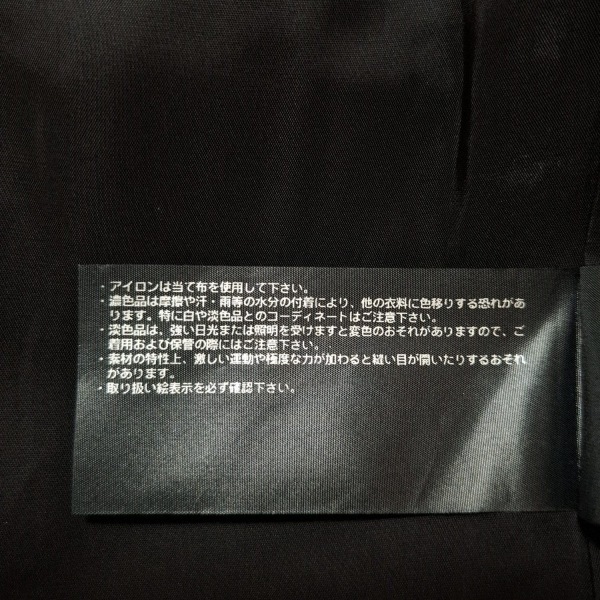 ・アイロンは当て布を使用して下さい。
・濃色品は摩擦や汗・雨等の水分の付着により、他の衣料に色移りする恐れがあ
ります。特に白や淡色品とのコーディネートはご注意下さい。
・淡色品は、強い日光または照明を受けますと変色のおそれがありますので、ご
着用および保管の際にはご注意下さい。
・素材の特性上、激しい運動や極度な力が加わると縫い目が開いたりするおそれ
があります。
・取り扱い絵表示を必ず確認下さい。